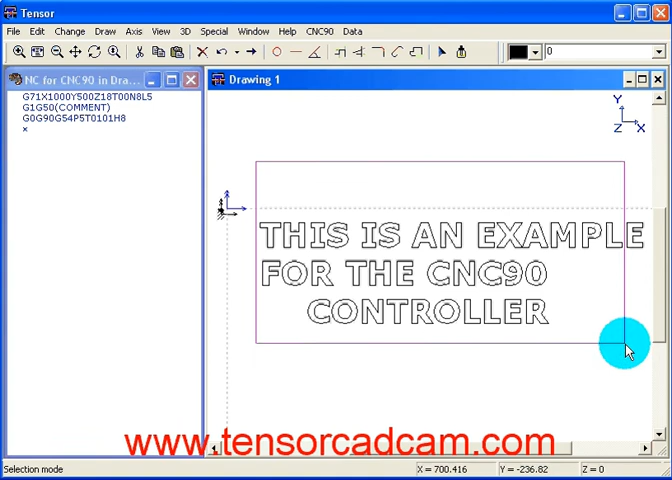 Tensor
File Edit Change Draw Axis View 3D Special Window Help CNC90 Data
0
NC for CNC90 in Dra...
Drawing 1
G71X1000Y500Z18T00N8L5
G1G50(COMMENT)
G0G90G54P5T0101H8
×
Y
Z X
THIS IS AN EXAMPLE
FOR THE CNC90
CONTROLLER
www.tensorcadcam.com
Selection mode
X = 700.416 Y = -236.82 Z = 0